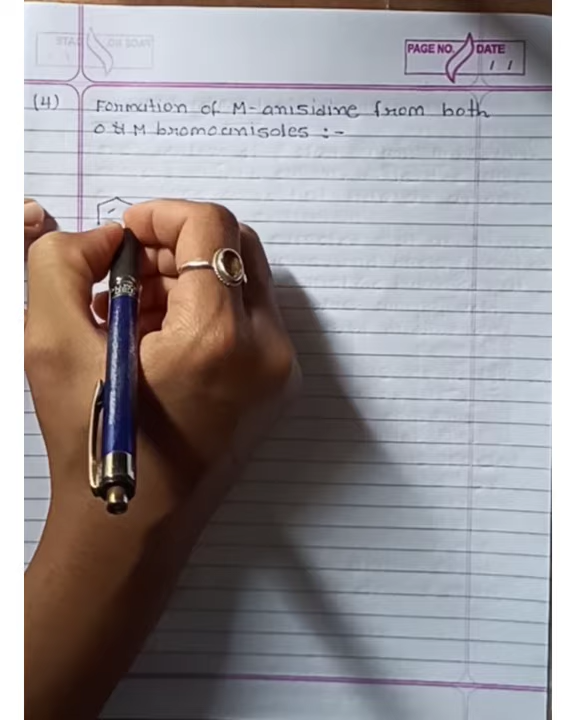 PAGE NO. DATE
/ /
(4) Formation of M-anisidine from both
O & M bromoanisoles :-